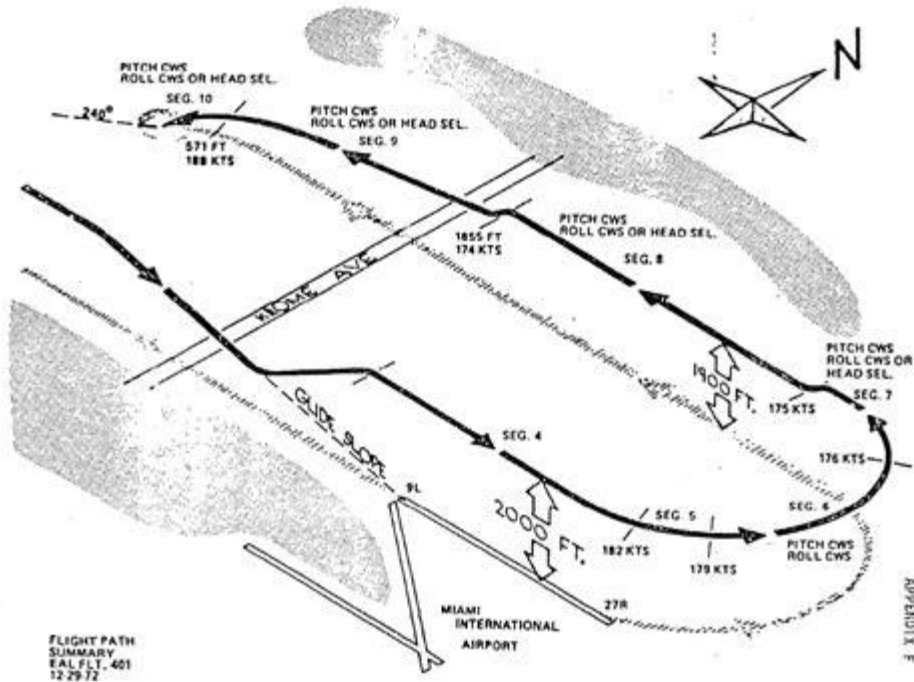 N
PITCH CWS
ROLL CWS OR HEAD SEL.
SEG. 10
240°
571 FT
188 KTS
PITCH CWS
ROLL CWS OR HEAD SEL.
SEG. 9
1855 FT
174 KTS
PITCH CWS
ROLL CWS OR HEAD SEL.
SEG. 8
KROME AVE
1900 FT.
PITCH CWS
ROLL CWS OR
HEAD SEL.
SEG. 7
175 KTS
176 KTS
GLIDE SLOPE
SEG. 4
9L
2000 FT.
SEG. 5
SEG. 6
182 KTS
179 KTS
PITCH CWS
ROLL CWS
27R
MIAMI
INTERNATIONAL
AIRPORT
FLIGHT PATH
SUMMARY
EAL FLT. 401
12-29-72
APPENDIX F